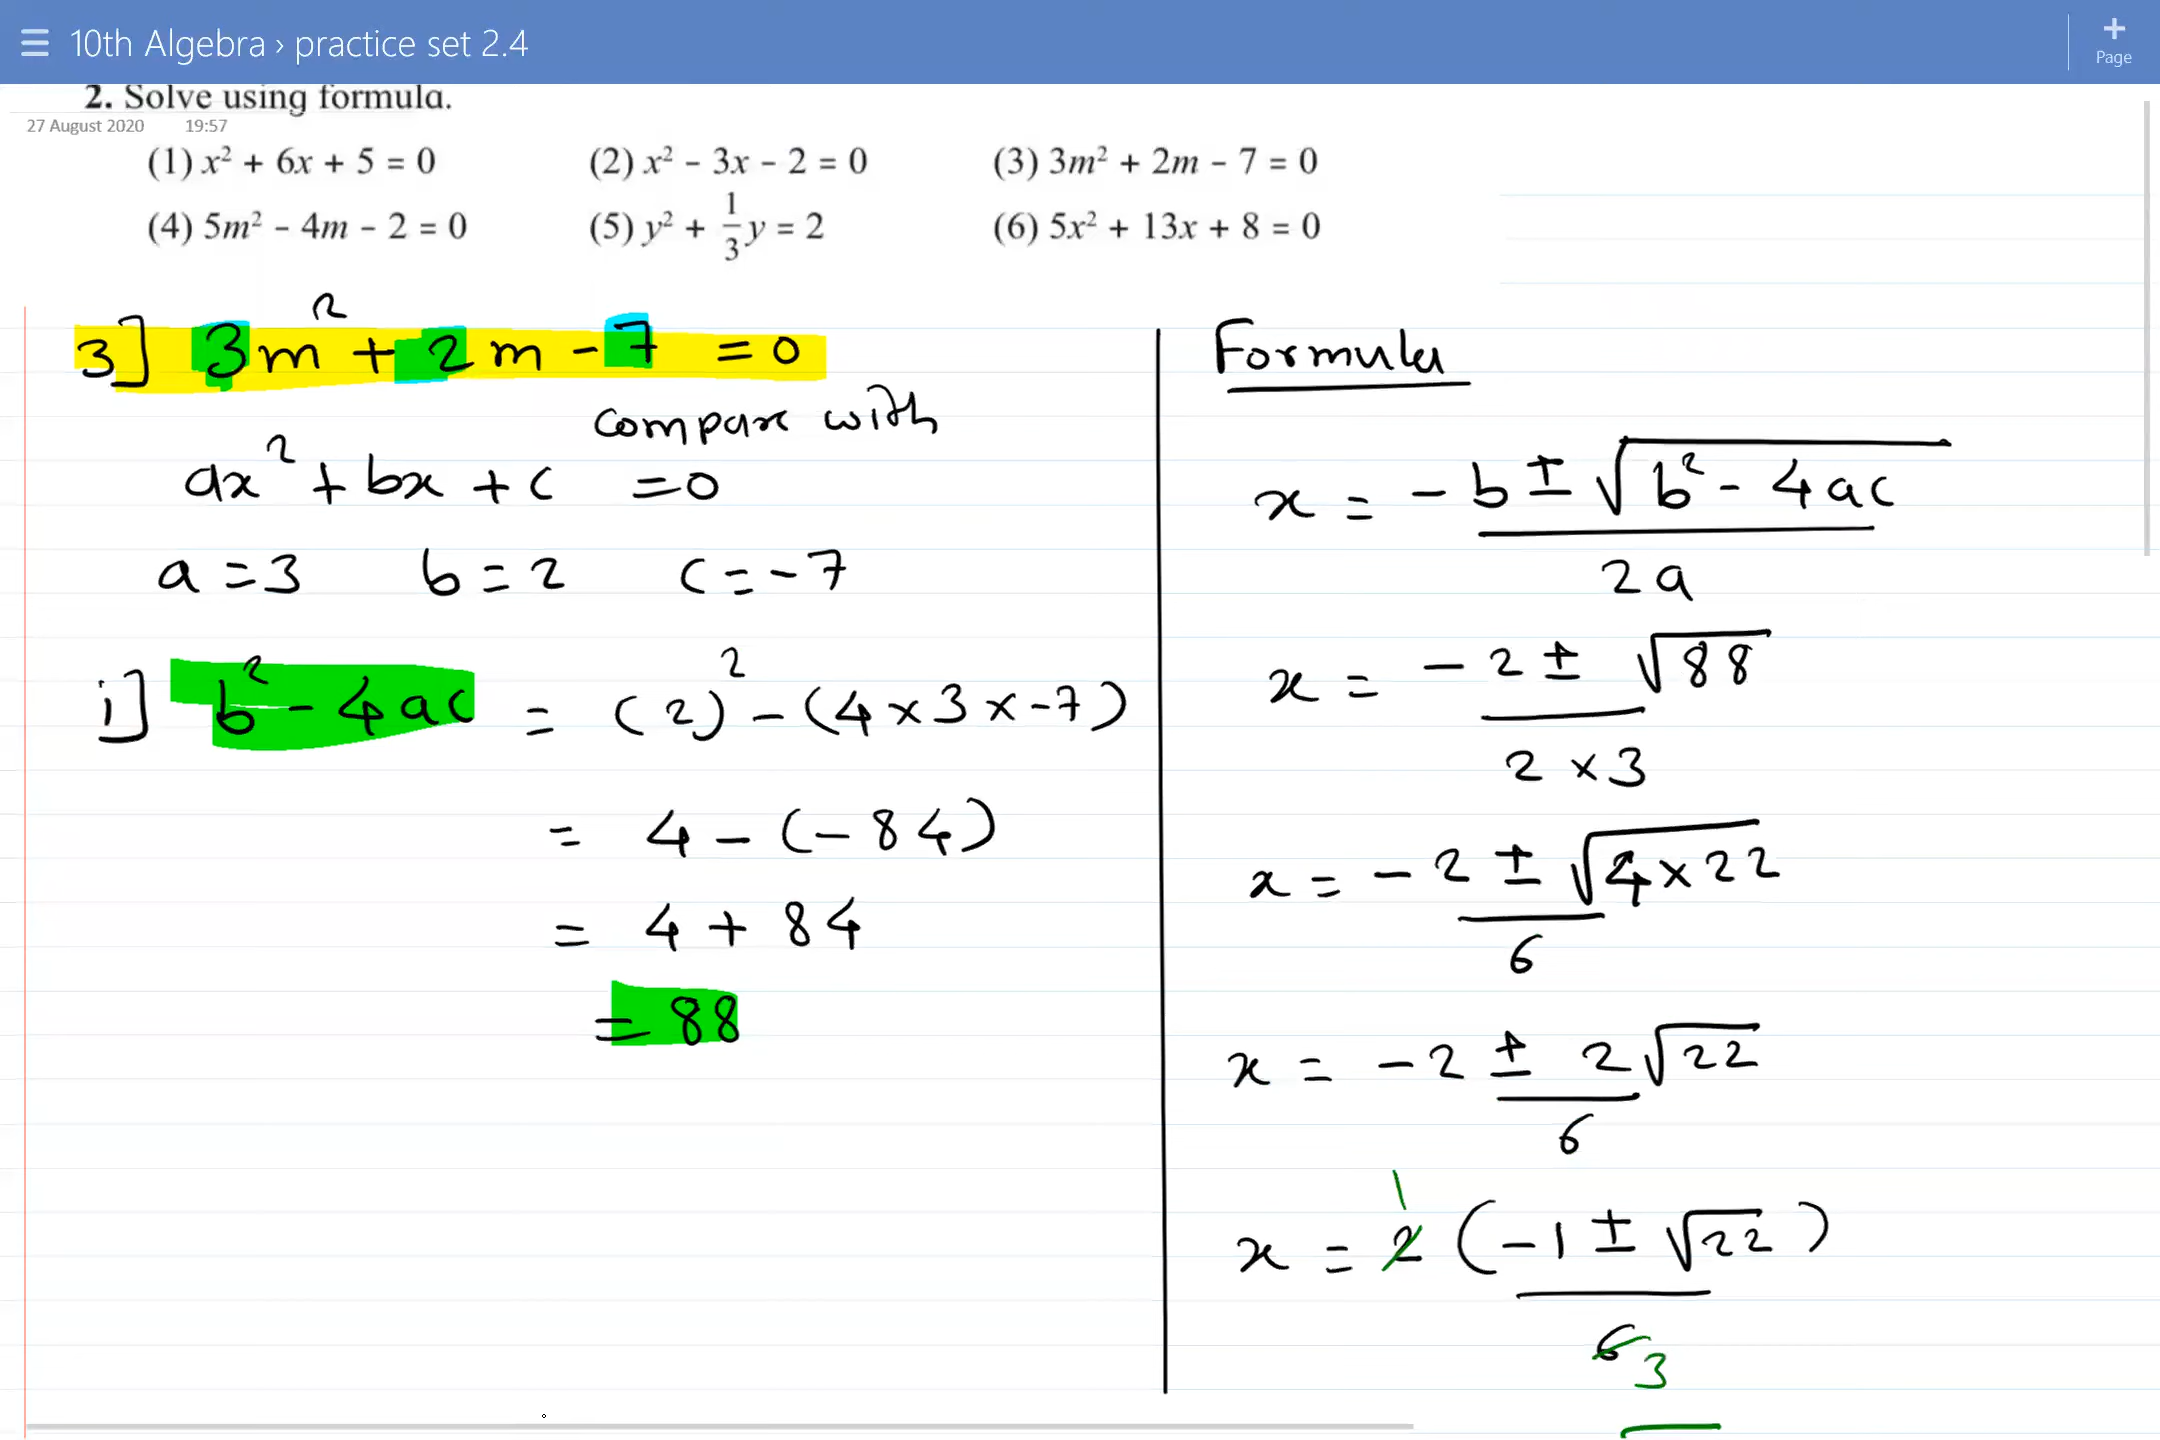 10th Algebra › practice set 2.4
+
Page
2. Solve using formula.
27 August 2020 19:57
(1) x² + 6x + 5 = 0 (2) x² − 3x − 2 = 0 (3) 3m² + 2m − 7 = 0
(4) 5m² − 4m − 2 = 0 (5) y² + 1/3 y = 2 (6) 5x² + 13x + 8 = 0
3] 3m² + 2m − 7 = 0
compare with
ax² + bx + c = 0
a = 3 b = 2 c = −7
i] b² − 4ac = (2)² − (4 × 3 × −7)
= 4 − (−84)
= 4 + 84
= 88
Formula
x = −b ± √b² − 4ac
2a
x = −2 ± √88
2 × 3
x = −2 ± √4×22
6
x = −2 ± 2√22
6
1
x = 2 (−1 ± √22)
6 3